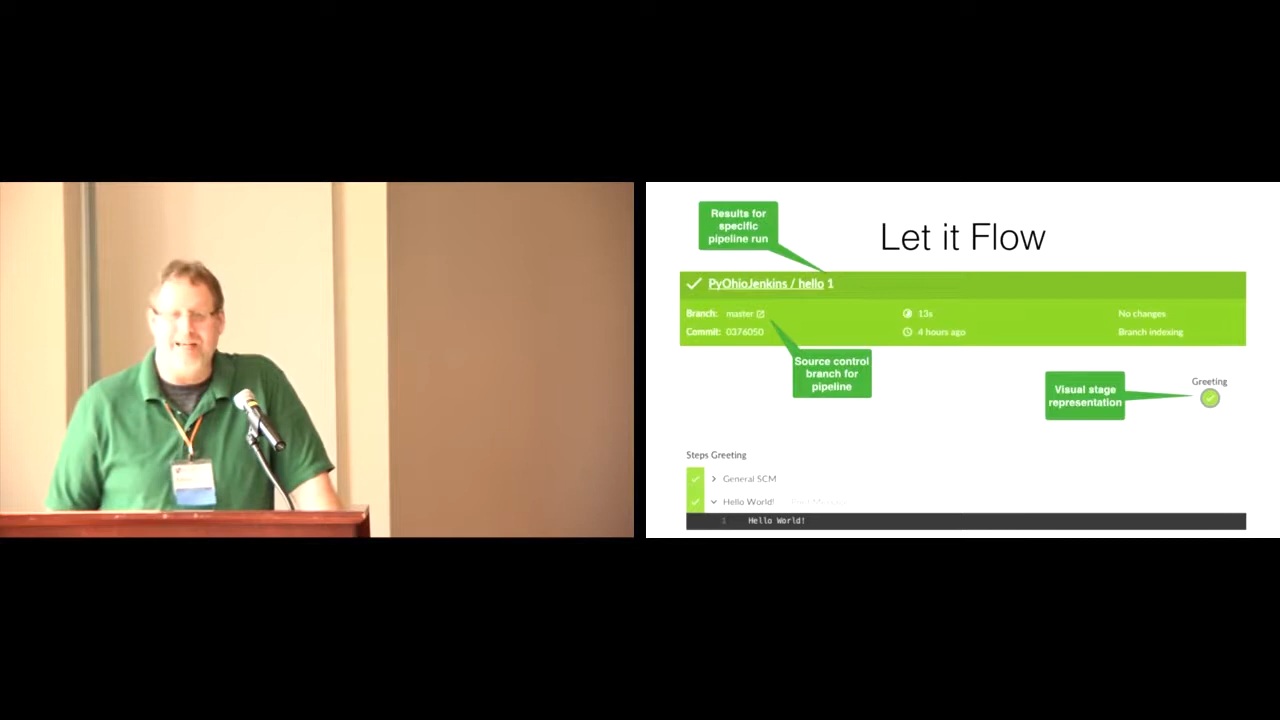 Results for
specific
pipeline run
Let it Flow
PyOhioJenkins / hello 1
Branch: master 13s No changes
Commit: 0376050 4 hours ago Branch indexing
Source control
branch for
pipeline
Visual stage
representation
Greeting
Steps Greeting
General SCM
Hello World!
Hello World!